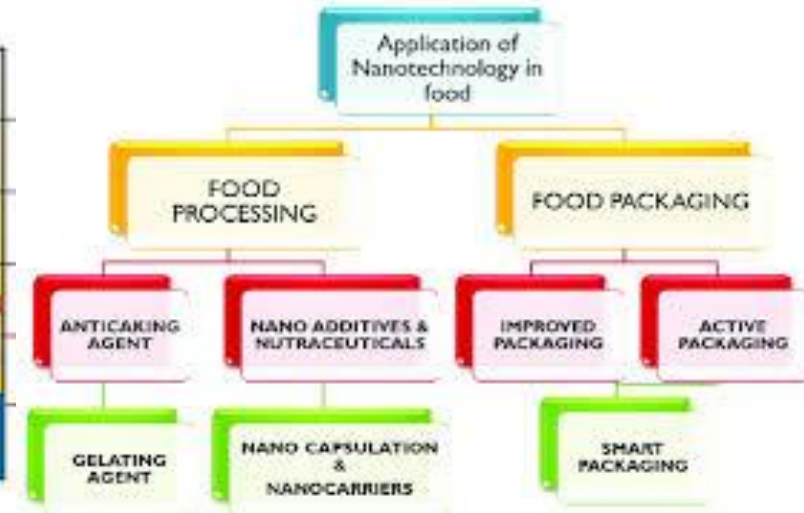 Application of
Nanotechnology in
food
FOOD
PROCESSING
FOOD PACKAGING
ANTICAKING
AGENT
NANO ADDITIVES &
NUTRACEUTICALS
IMPROVED
PACKAGING
ACTIVE
PACKAGING
GELATING
AGENT
NANO CAPSULATION
&
NANOCARRIERS
SMART
PACKAGING